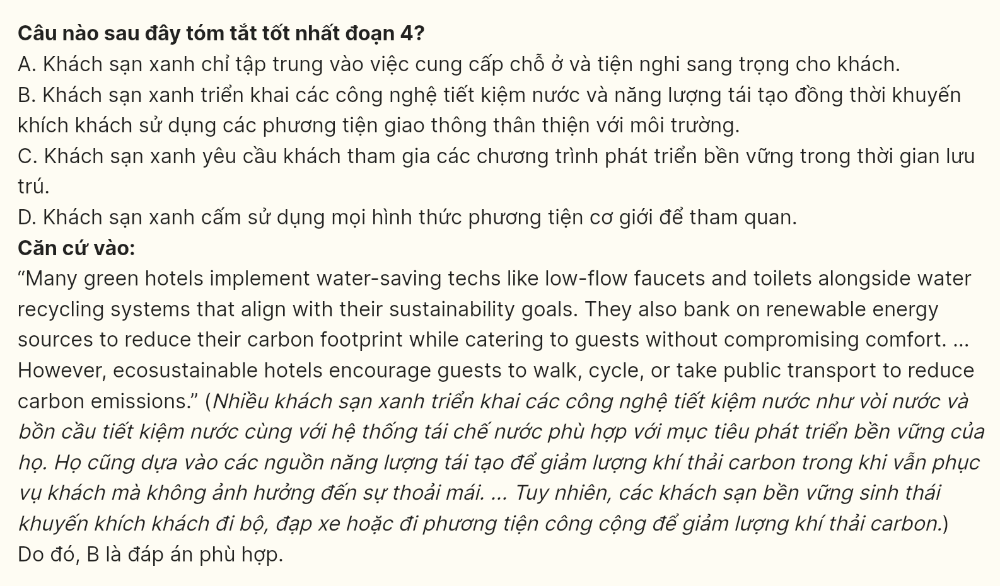 Câu nào sau đây tóm tắt tốt nhất đoạn 4?
A. Khách sạn xanh chỉ tập trung vào việc cung cấp chỗ ở và tiện nghi sang trọng cho khách.
B. Khách sạn xanh triển khai các công nghệ tiết kiệm nước và năng lượng tái tạo đồng thời khuyến
khích khách sử dụng các phương tiện giao thông thân thiện với môi trường.
C. Khách sạn xanh yêu cầu khách tham gia các chương trình phát triển bền vững trong thời gian lưu
trú.
D. Khách sạn xanh cấm sử dụng mọi hình thức phương tiện cơ giới để tham quan.
Căn cứ vào:
“Many green hotels implement water-saving techs like low-flow faucets and toilets alongside water
recycling systems that align with their sustainability goals. They also bank on renewable energy
sources to reduce their carbon footprint while catering to guests without compromising comfort. ...
However, ecosustainable hotels encourage guests to walk, cycle, or take public transport to reduce
carbon emissions.” (Nhiều khách sạn xanh triển khai các công nghệ tiết kiệm nước như vòi nước và
bồn cầu tiết kiệm nước cùng với hệ thống tái chế nước phù hợp với mục tiêu phát triển bền vững của
họ. Họ cũng dựa vào các nguồn năng lượng tái tạo để giảm lượng khí thải carbon trong khi vẫn phục
vụ khách mà không ảnh hưởng đến sự thoải mái. ... Tuy nhiên, các khách sạn bền vững sinh thái
khuyến khích khách đi bộ, đạp xe hoặc đi phương tiện công cộng để giảm lượng khí thải carbon.)
Do đó, B là đáp án phù hợp.